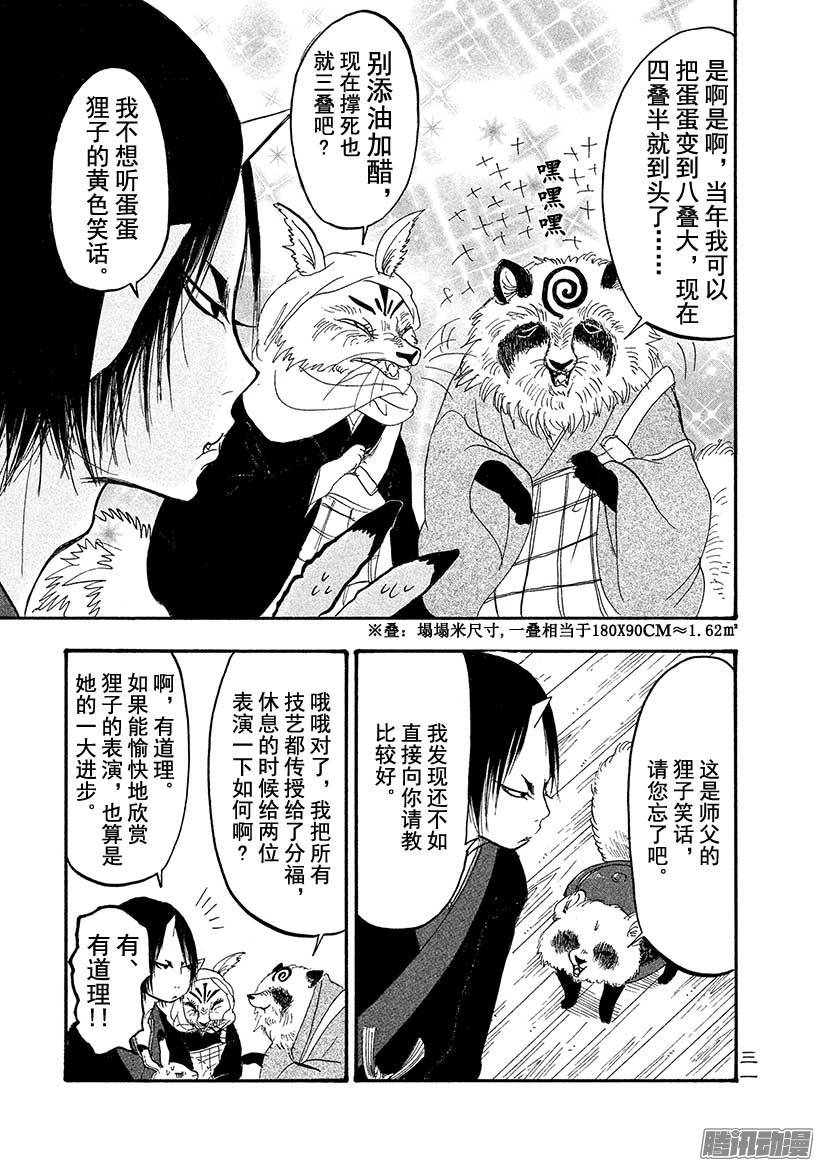 是啊是啊，当年我可以
把蛋蛋变到八叠大，现在
四叠半就到头了……
嘿嘿嘿
别添油加醋，
现在撑死也
就三叠吧？
我不想听蛋蛋
狸子的黄色笑话。
※叠：塌塌米尺寸,一叠相当于180X90CM≈1.62㎡
这是师父的
狸子笑话，
请您忘了吧。
我发现还不如
直接向你请教
比较好。
哦哦对了，我把所有
技艺都传授给了分福，
休息的时候给两位
表演一下如何啊？
啊，有道理。
如果能愉快地欣赏
狸子的表演，也算是
她的一大进步。
有、
有道理！！
三一
腾讯动漫